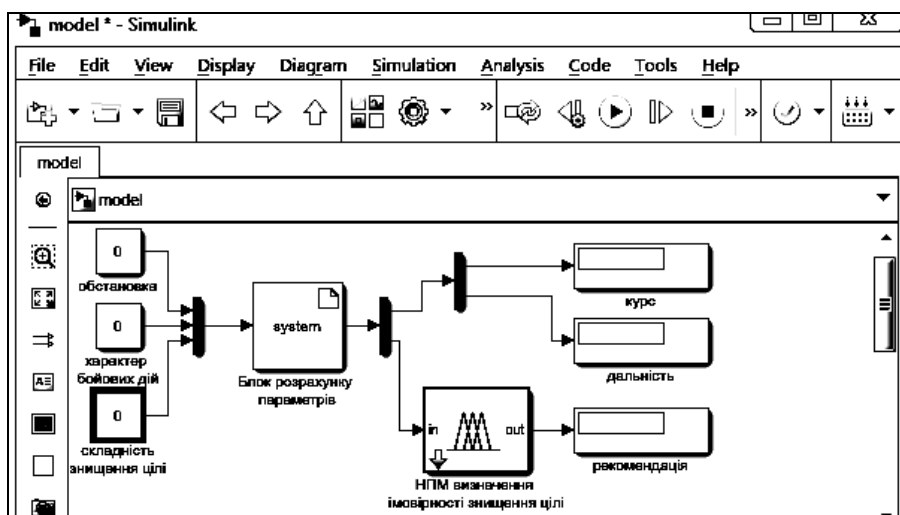 model * - Simulink
File Edit View Display Diagram Simulation Analysis Code Tools Help
model
model
0
обстановка
0
характер
бойових дій
0
складність
знищення цілі
system
Блок розрахунку
параметрів
курс
дальність
in
out
НПМ визначення
імовірності знищення цілі
рекомендація